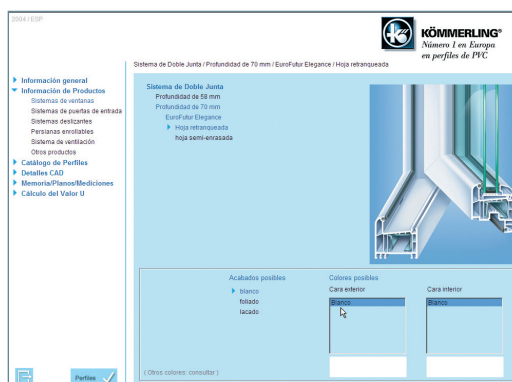 2004 / ESP
KÖMMERLING®
Número 1 en Europa
en perfiles de PVC
Sistema de Doble Junta / Profundidad de 70 mm / EuroFutur Elegance / Hoja retranqueada
Información general
Información de Productos
Sistemas de ventanas
Sistemas de puertas de entrada
Sistemas deslizantes
Persianas enrollables
Sistema de ventilación
Otros productos
Catálogo de Perfiles
Detalles CAD
Memoria/Planos/Mediciones
Cálculo del Valor U
Sistema de Doble Junta
Profundidad de 58 mm
Profundidad de 70 mm
EuroFutur Elegance
Hoja retranqueada
hoja semi-enrasada
Acabados posibles
blanco
foliado
lacado
Colores posibles
Cara exterior
Blanco
Cara interior
Blanco
( Otros colores: consultar )
Perfiles